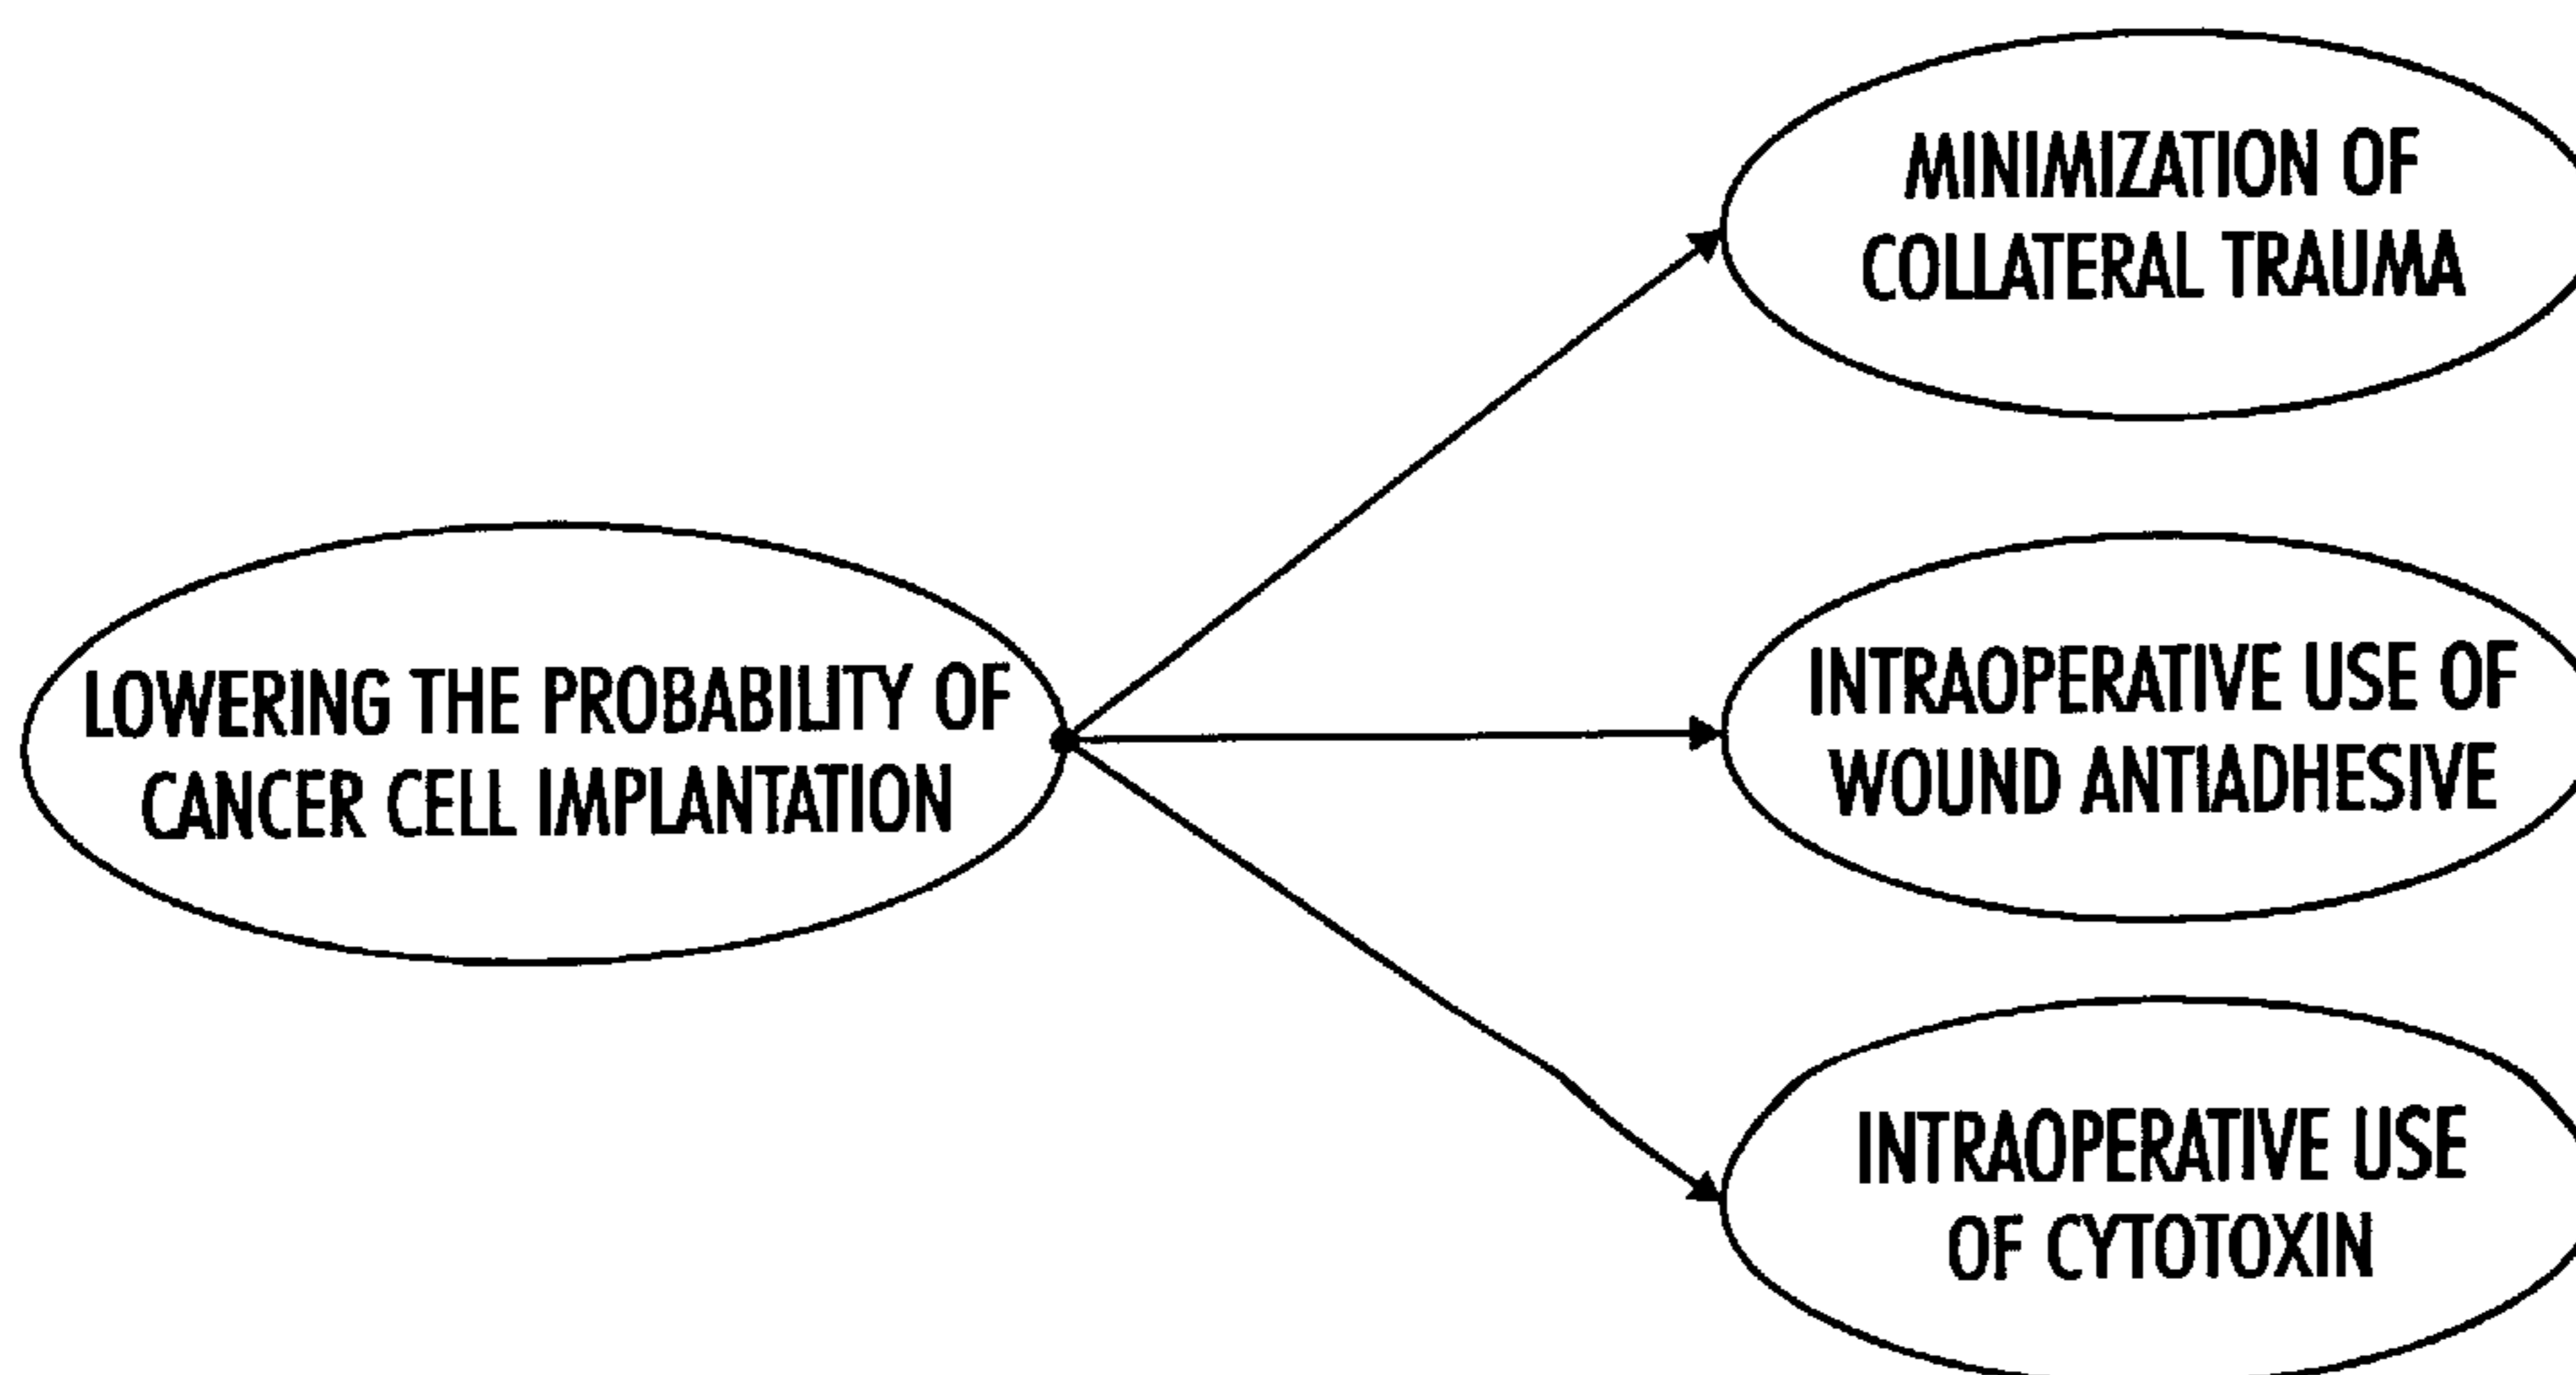 MINIMIZATION OF
COLLATERAL TRAUMA
LOWERING THE PROBABILITY OF
CANCER CELL IMPLANTATION
INTRAOPERATIVE USE OF
WOUND ANTIADHESIVE
INTRAOPERATIVE USE
OF CYTOTOXIN